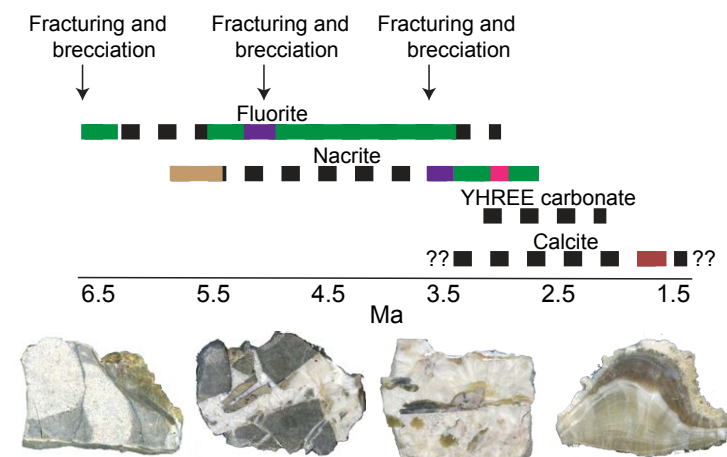 Fracturing and
brecciation
Fracturing and
brecciation
Fracturing and
brecciation
Fluorite
Nacrite
YHREE carbonate
Calcite
?? ??
6.5 5.5 4.5 3.5 2.5 1.5
Ma